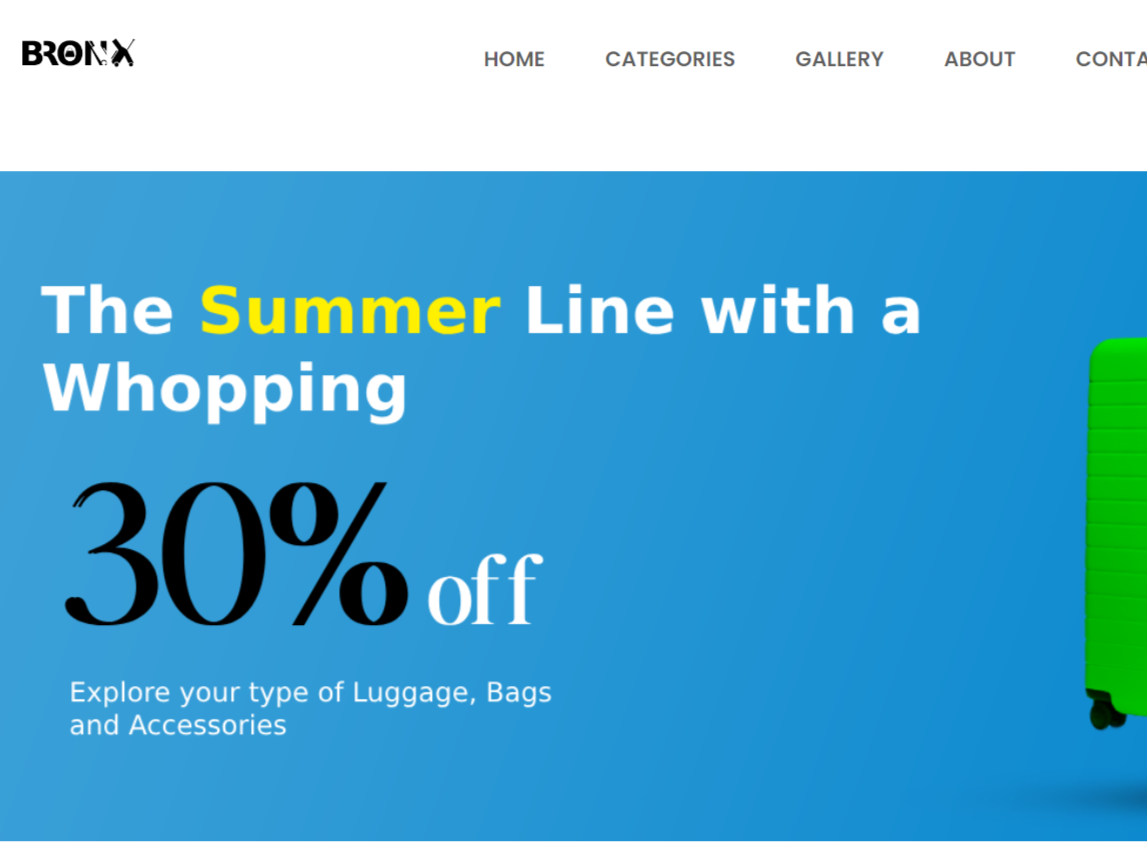 BRONX
HOME CATEGORIES GALLERY ABOUT CONTA
The Summer Line with a
Whopping
30% off
Explore your type of Luggage, Bags
and Accessories